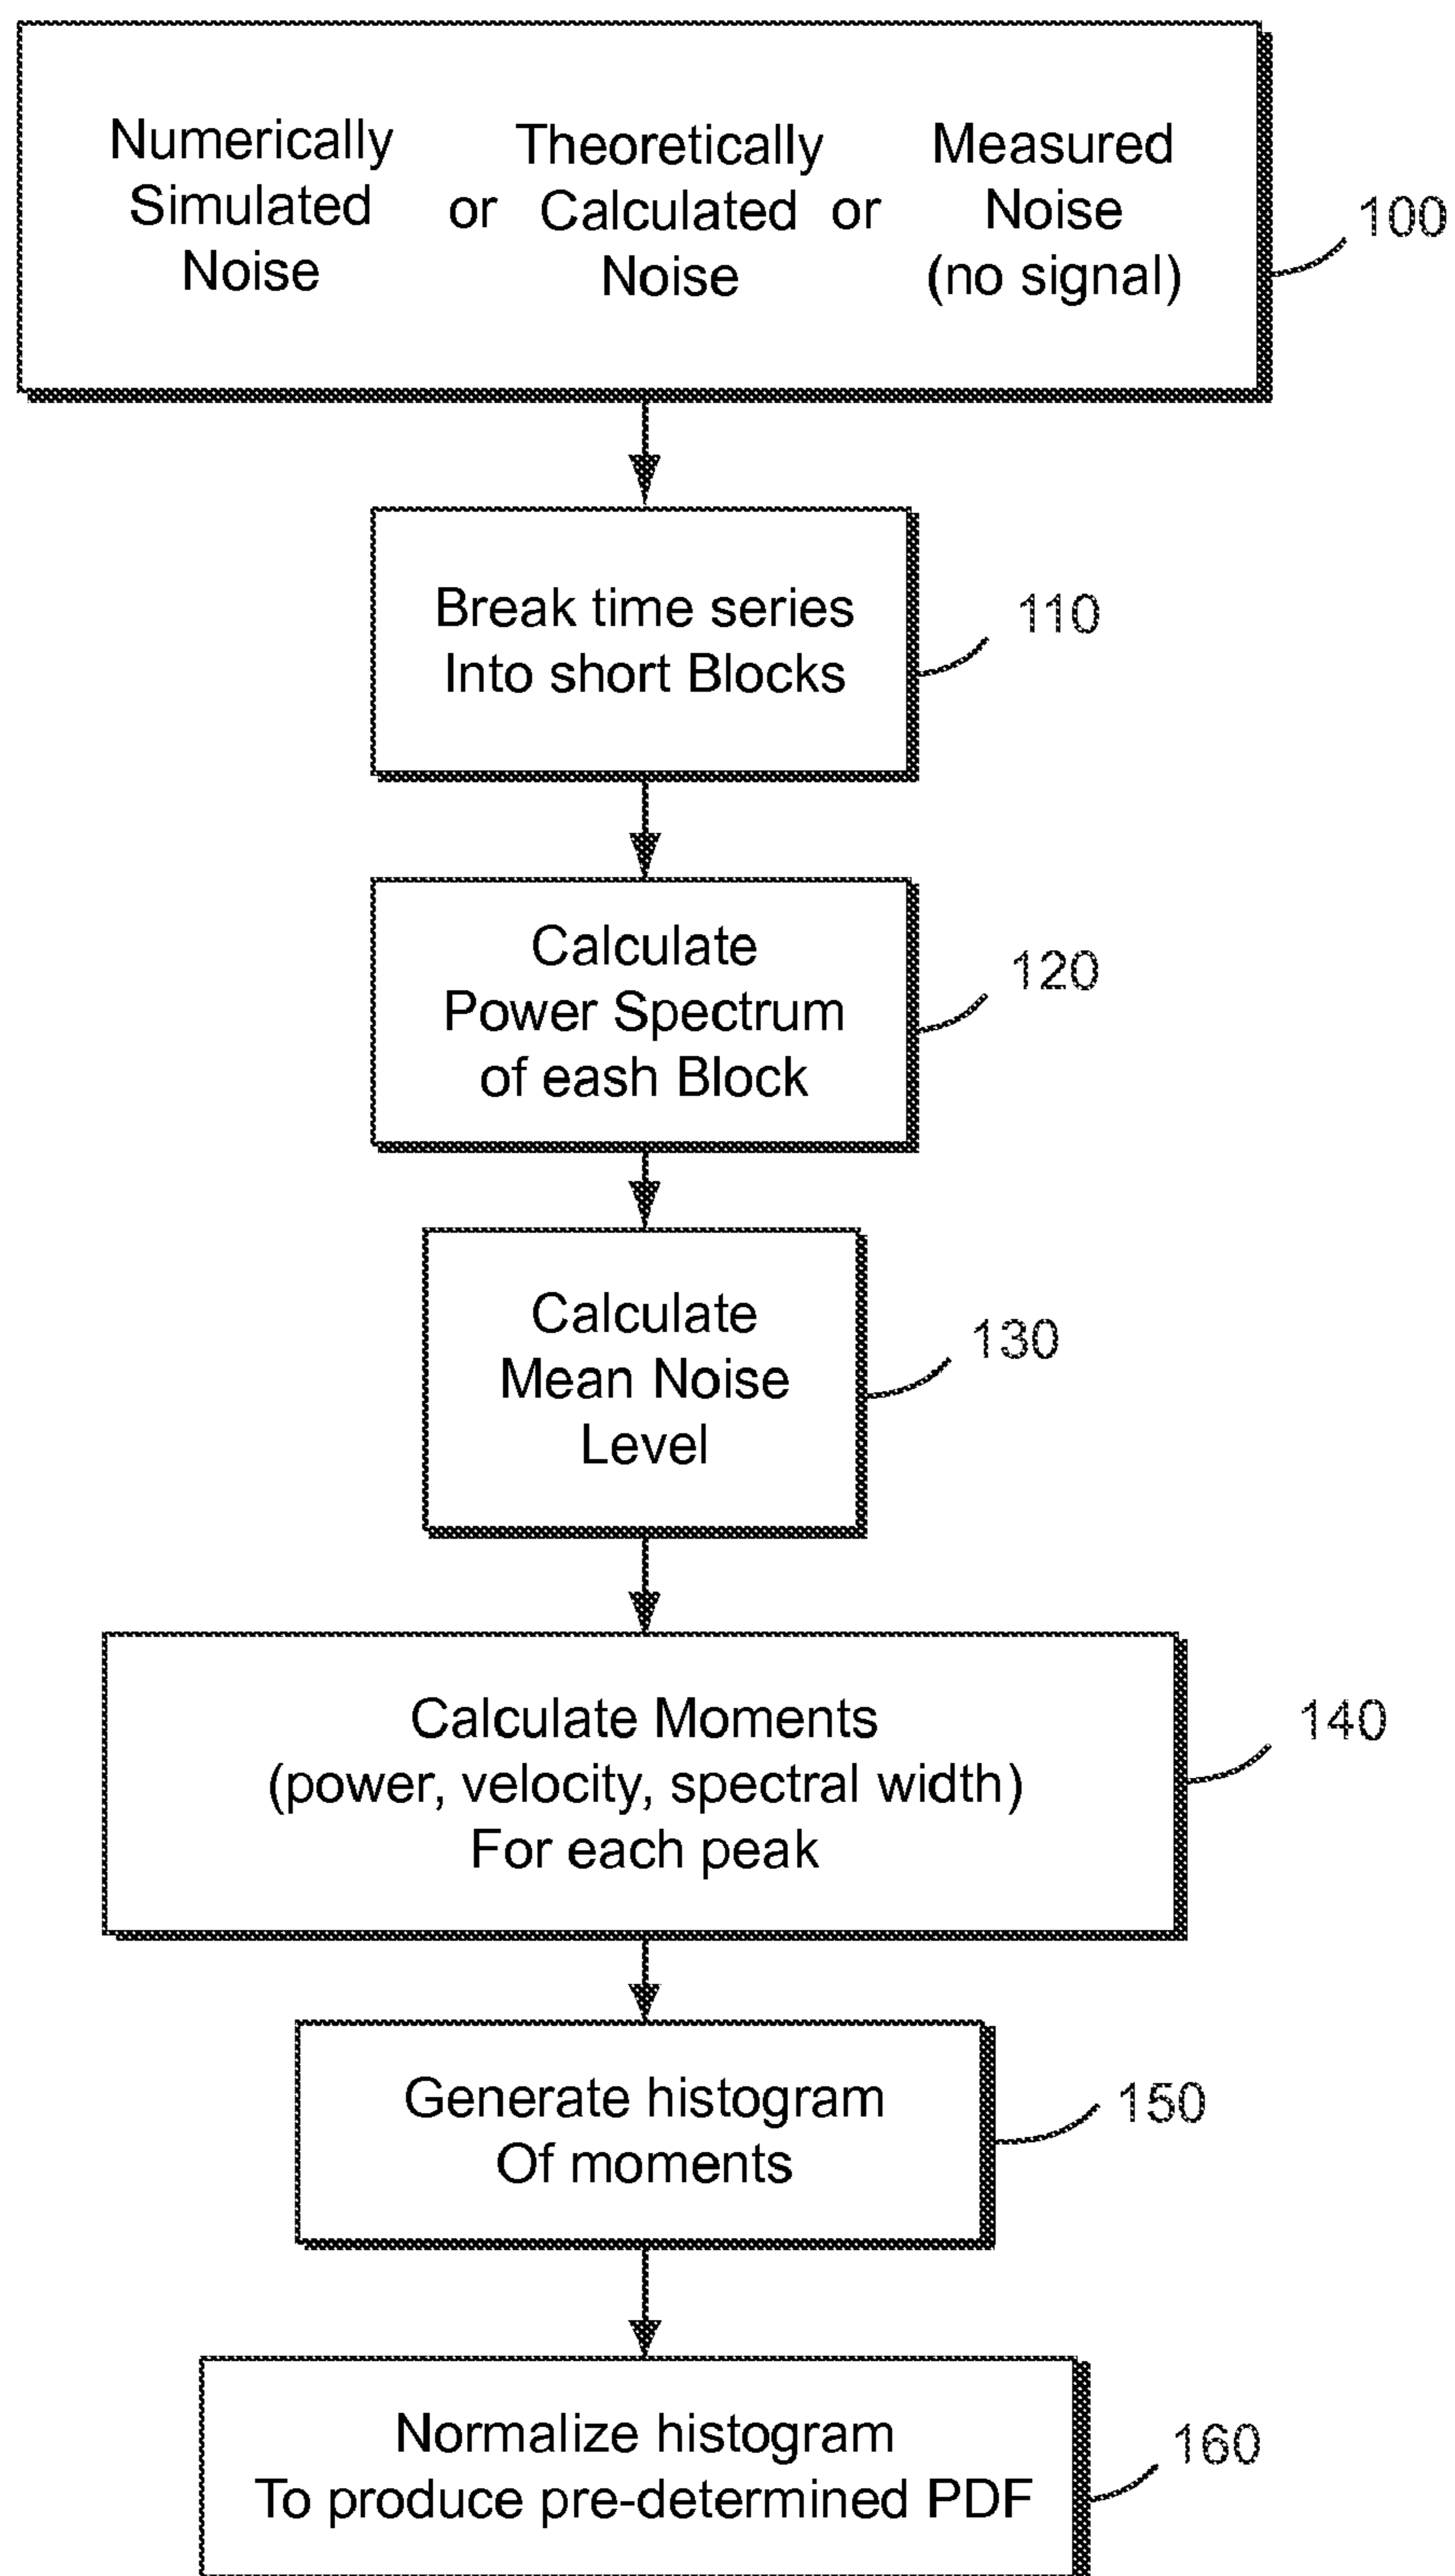 Numerically Simulated Noise or Theoretically Calculated Noise or Measured Noise (no signal)
100
Break time series
Into short Blocks
110
Calculate
Power Spectrum
of eash Block
120
Calculate
Mean Noise
Level
130
Calculate Moments
(power, velocity, spectral width)
For each peak
140
Generate histogram
Of moments
150
Normalize histogram
To produce pre-determined PDF
160